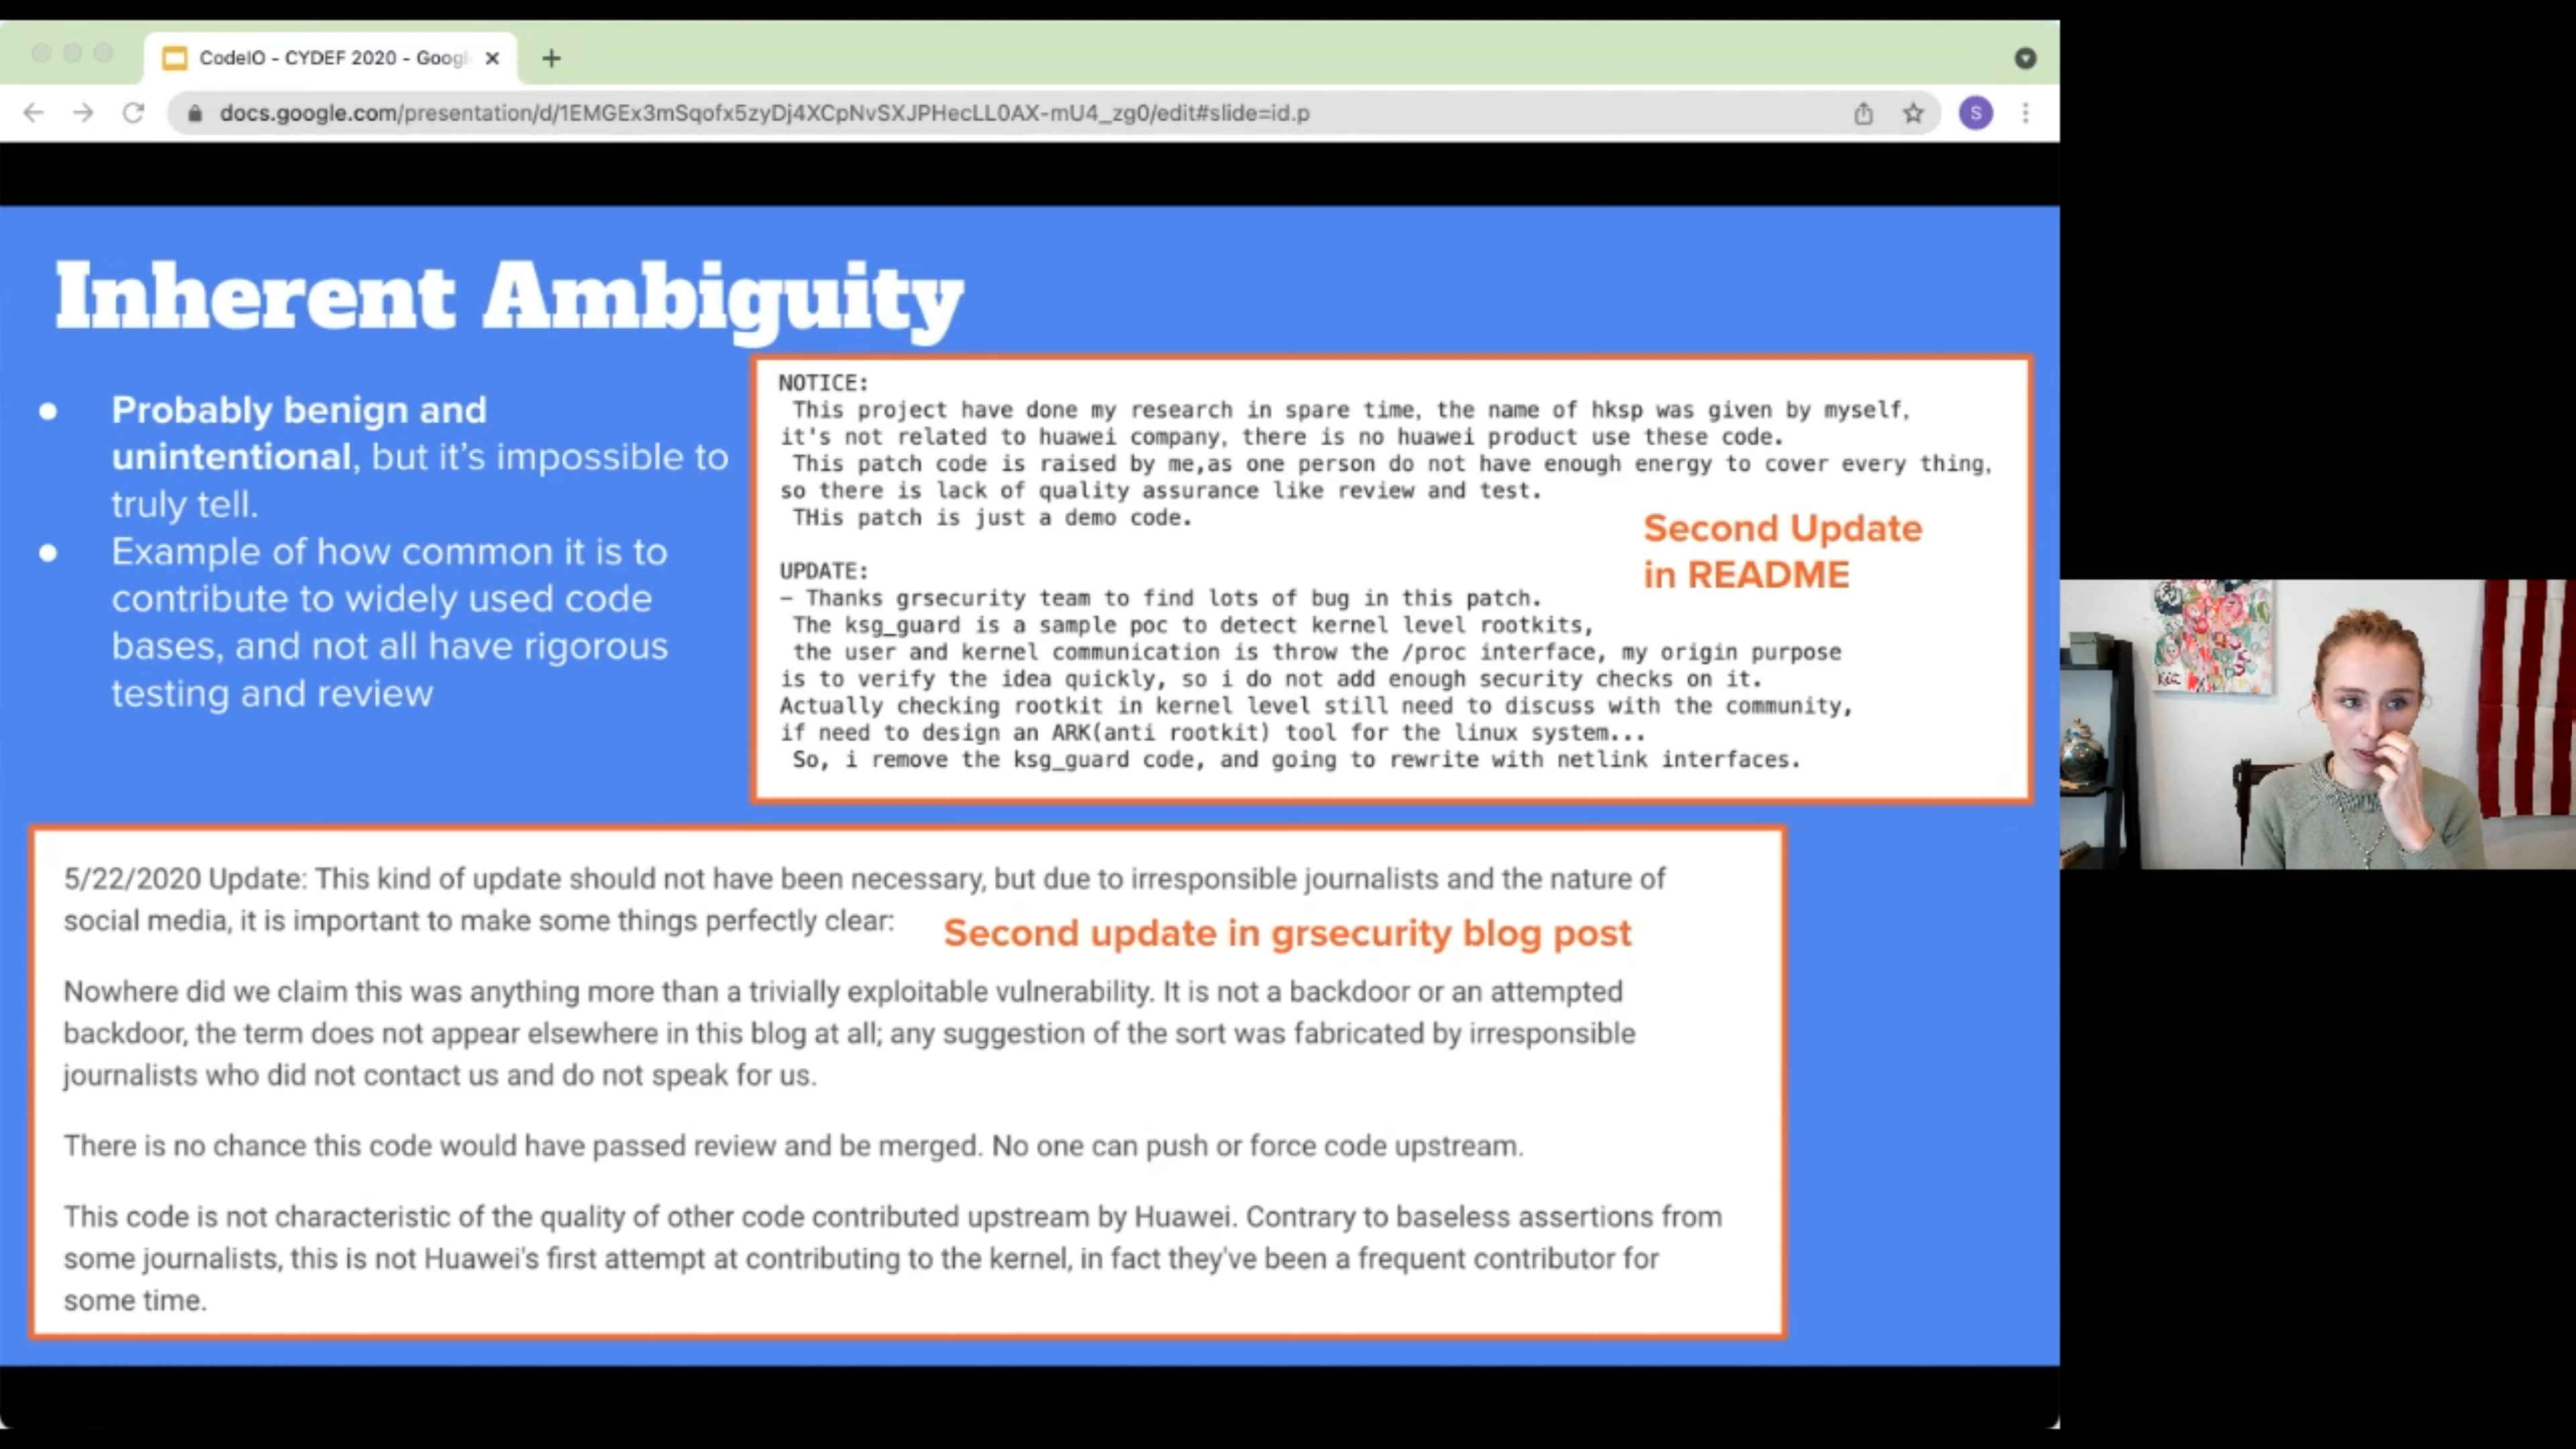 CodeIO - CYDEF 2020 - Googl
docs.google.com/presentation/d/1EMGEx3mSqofx5zyDj4XCpNvSXJPHecLL0AX-mU4_zg0/edit#slide=id.p
S
Inherent Ambiguity
Probably benign and
unintentional, but it's impossible to
truly tell.
Example of how common it is to
contribute to widely used code
bases, and not all have rigorous
testing and review
NOTICE:
This project have done my research in spare time, the name of hksp was given by myself,
it's not related to huawei company, there is no huawei product use these code.
This patch code is raised by me,as one person do not have enough energy to cover every thing,
so there is lack of quality assurance like review and test.
THis patch is just a demo code.
Second Update
in README
UPDATE:
– Thanks grsecurity team to find lots of bug in this patch.
The ksg_guard is a sample poc to detect kernel level rootkits,
the user and kernel communication is throw the /proc interface, my origin purpose
is to verify the idea quickly, so i do not add enough security checks on it.
Actually checking rootkit in kernel level still need to discuss with the community,
if need to design an ARK(anti rootkit) tool for the linux system...
So, i remove the ksg_guard code, and going to rewrite with netlink interfaces.
5/22/2020 Update: This kind of update should not have been necessary, but due to irresponsible journalists and the nature of
social media, it is important to make some things perfectly clear:
Second update in grsecurity blog post
Nowhere did we claim this was anything more than a trivially exploitable vulnerability. It is not a backdoor or an attempted
backdoor, the term does not appear elsewhere in this blog at all; any suggestion of the sort was fabricated by irresponsible
journalists who did not contact us and do not speak for us.
There is no chance this code would have passed review and be merged. No one can push or force code upstream.
This code is not characteristic of the quality of other code contributed upstream by Huawei. Contrary to baseless assertions from
some journalists, this is not Huawei's first attempt at contributing to the kernel, in fact they've been a frequent contributor for
some time.